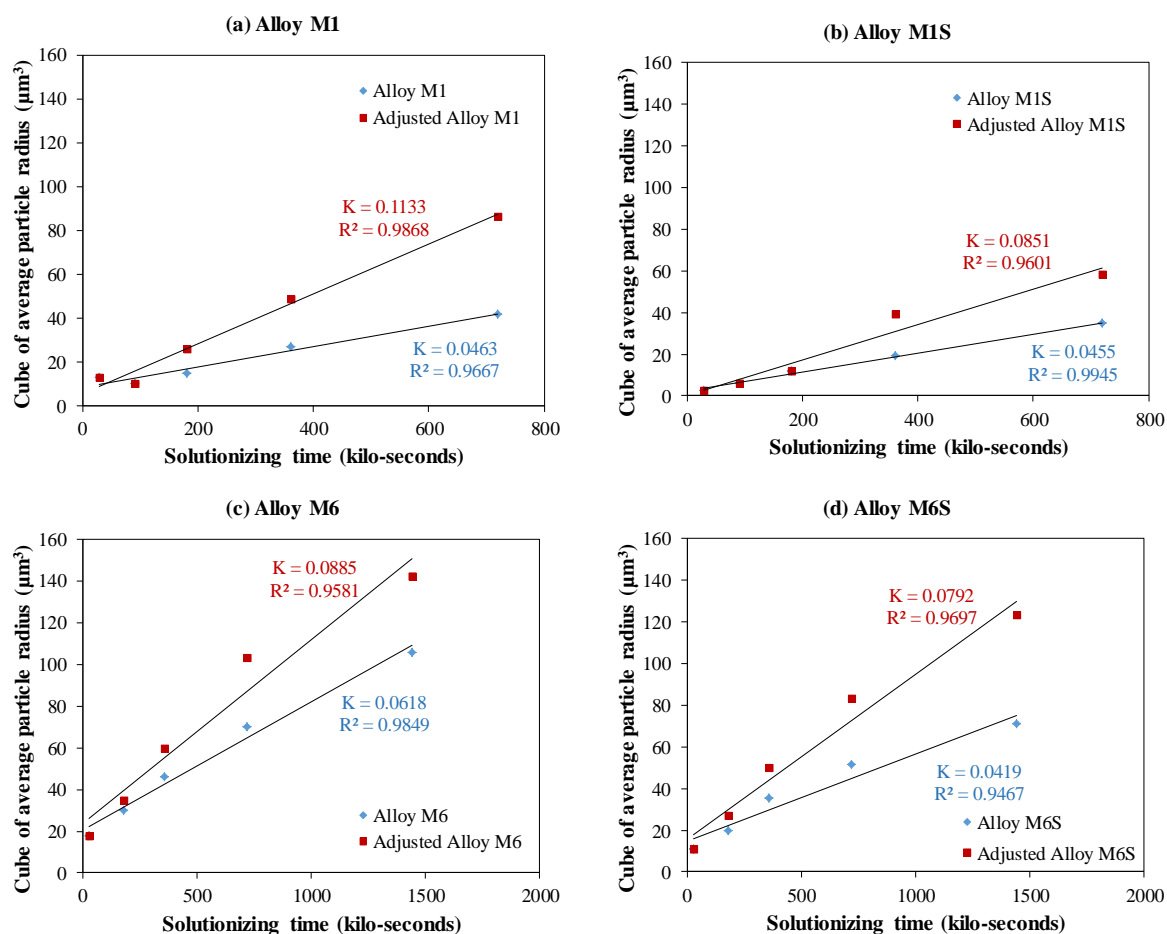 (a) Alloy M1
Cube of average particle radius (µm³)
160
140
120
100
80
60
40
20
0
Alloy M1
Adjusted Alloy M1
K = 0.1133
R² = 0.9868
K = 0.0463
R² = 0.9667
0
200
400
600
800
Solutionizing time (kilo-seconds)
(b) Alloy M1S
Cube of average particle radius (µm³)
160
140
120
100
80
60
40
20
0
Alloy M1S
Adjusted Alloy M1S
K = 0.0851
R² = 0.9601
K = 0.0455
R² = 0.9945
0
200
400
600
800
Solutionizing time (kilo-seconds)
(c) Alloy M6
Cube of average particle radius (µm³)
160
140
120
100
80
60
40
20
0
K = 0.0885
R² = 0.9581
K = 0.0618
R² = 0.9849
Alloy M6
Adjusted Alloy M6
0
500
1000
1500
2000
Solutionizing time (kilo-seconds)
(d) Alloy M6S
Cube of average particle radius (µm³)
160
140
120
100
80
60
40
20
0
K = 0.0792
R² = 0.9697
K = 0.0419
R² = 0.9467
Alloy M6S
Adjusted Alloy M6S
0
500
1000
1500
2000
Solutionizing time (kilo-seconds)